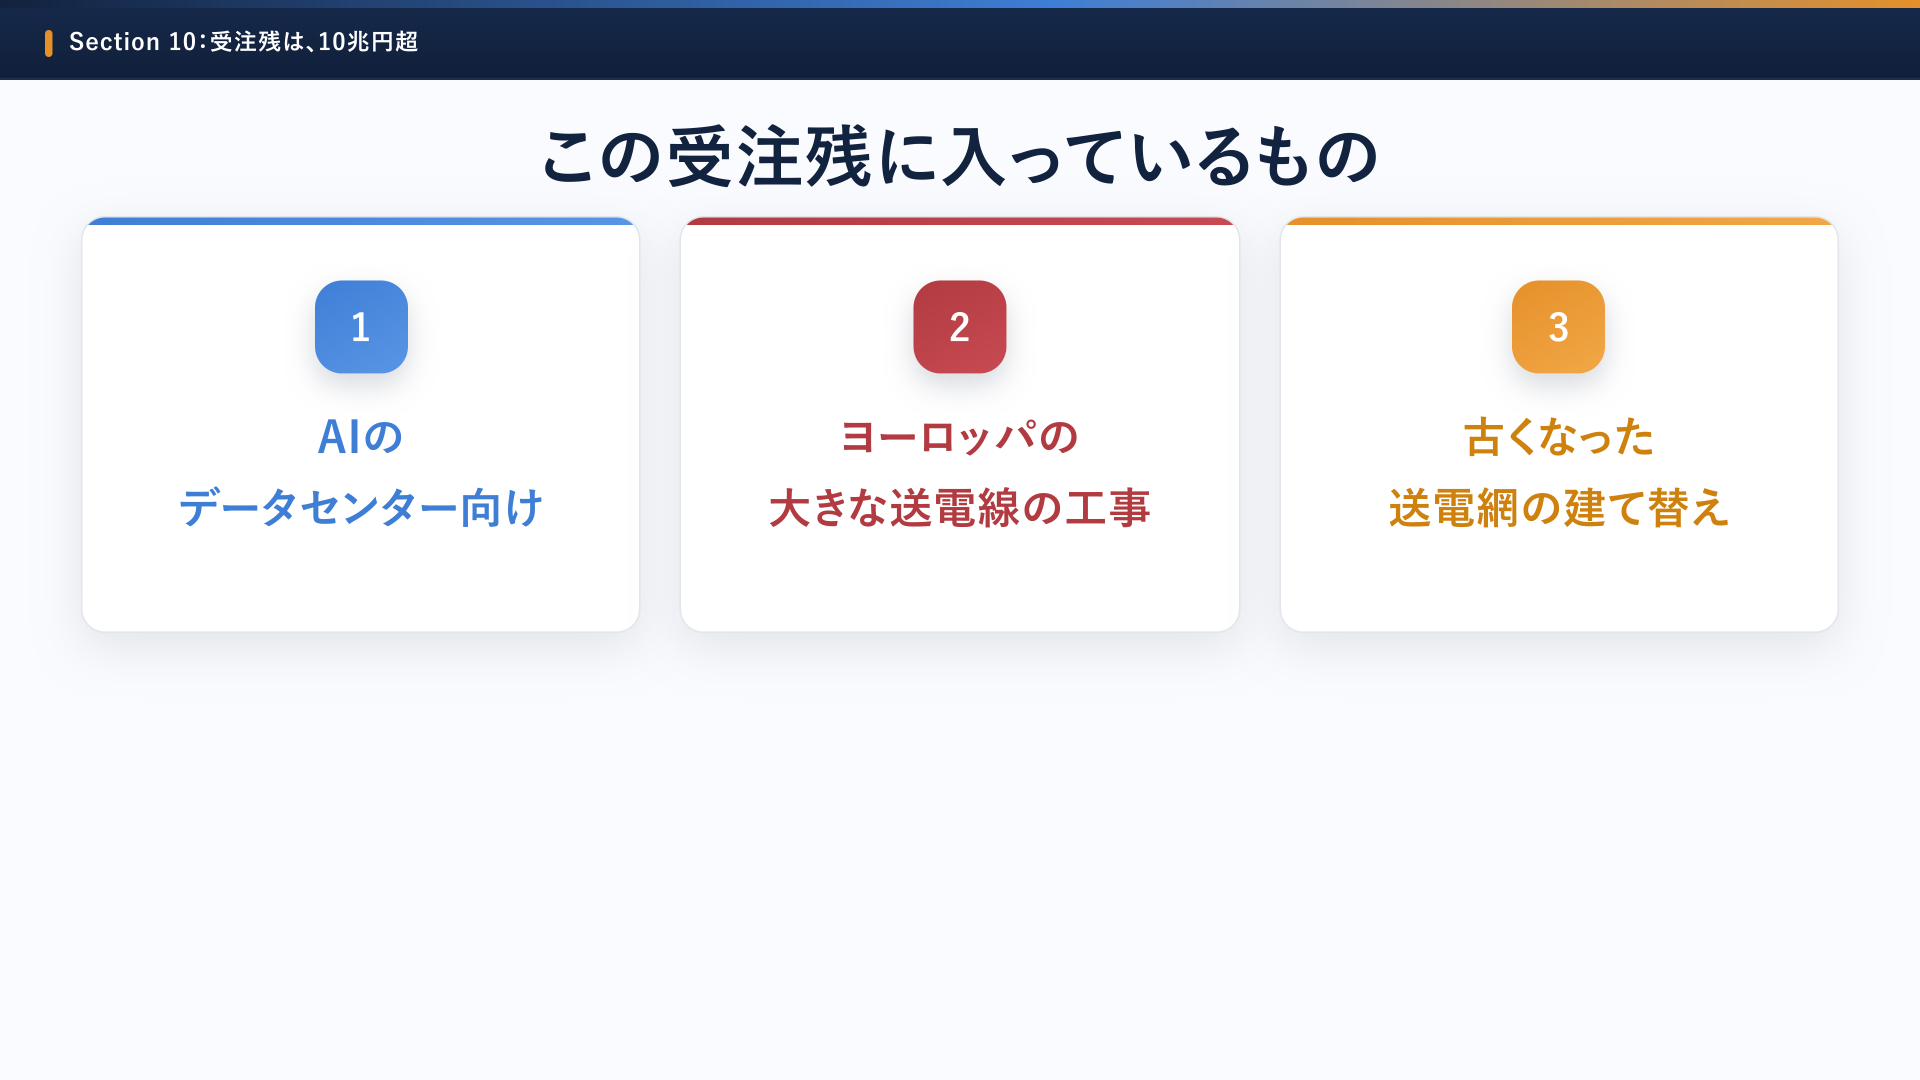 Section 10：受注残は、10兆円超
この受注残に入っているもの
1
AIの
データセンター向け
2
ヨーロッパの
大きな送電線の工事
3
古くなった
送電網の建て替え